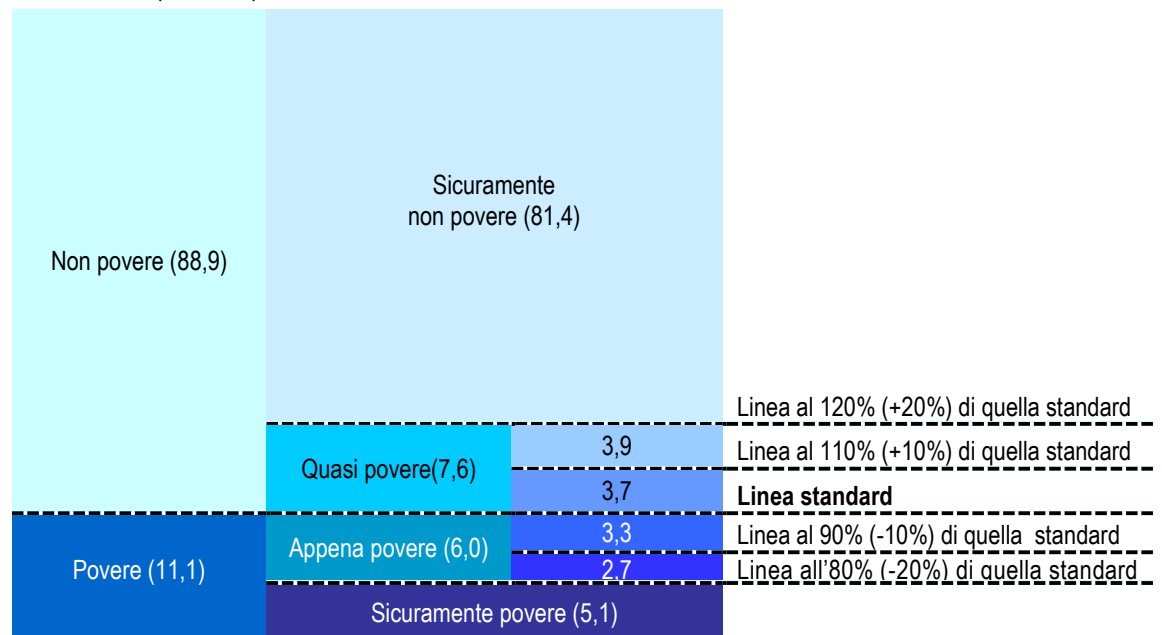 Non povere (88,9)
Sicuramente
non povere (81,4)
Linea al 120% (+20%) di quella standard
Quasi povere(7,6)
3,9
Linea al 110% (+10%) di quella standard
3,7
Linea standard
Povere (11,1)
Appena povere (6,0)
3,3
Linea al 90% (-10%) di quella standard
2,7
Linea all'80% (-20%) di quella standard
Sicuramente povere (5,1)